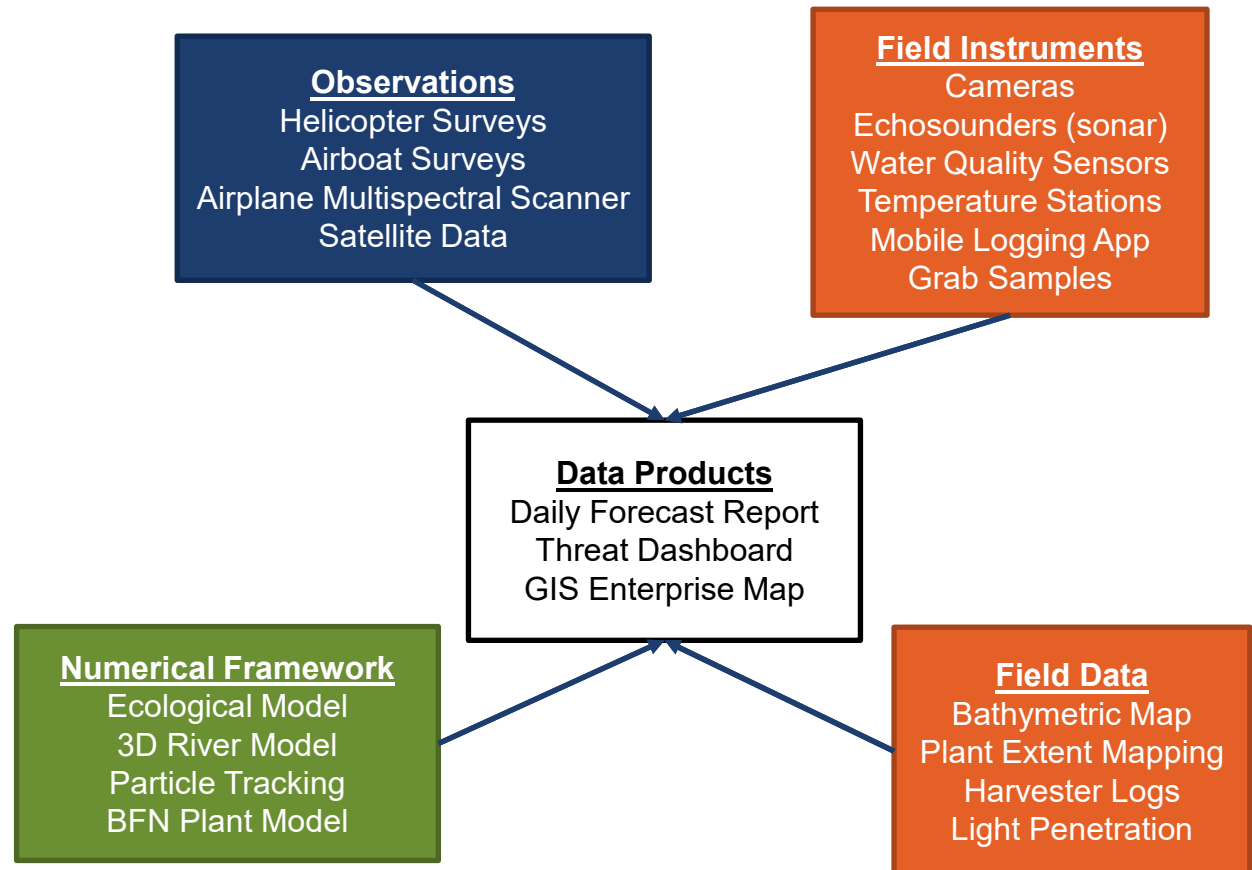 Observations
Helicopter Surveys
Airboat Surveys
Airplane Multispectral Scanner
Satellite Data
Field Instruments
Cameras
Echosounders (sonar)
Water Quality Sensors
Temperature Stations
Mobile Logging App
Grab Samples
Data Products
Daily Forecast Report
Threat Dashboard
GIS Enterprise Map
Numerical Framework
Ecological Model
3D River Model
Particle Tracking
BFN Plant Model
Field Data
Bathymetric Map
Plant Extent Mapping
Harvester Logs
Light Penetration